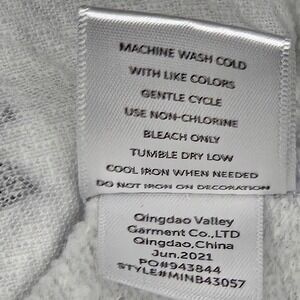 MACHINE WASH COLD
WITH LIKE COLORS
GENTLE CYCLE
USE NON-CHLORINE
BLEACH ONLY
TUMBLE DRY LOW
COOL IRON WHEN NEEDED
DO NOT IRON ON DECORATION
Qingdao Valley
Garment Co.,LTD
Qingdao,China
Jun.2021
PO#943844
STYLE#MINB43057